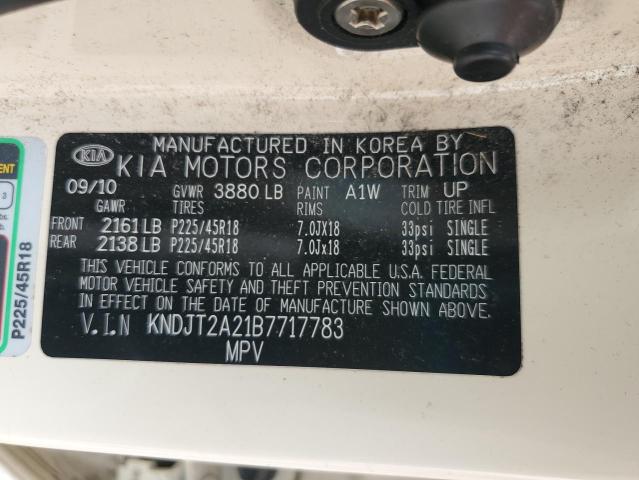 MANUFACTURED IN KOREA BY
KIA KIA MOTORS CORPORATION
09/10 GVWR 3880 LB PAINT A1W TRIM UP
GAWR TIRES RIMS COLD TIRE INFL
FRONT 2161 LB P225/45R18 7.0JX18 33psi SINGLE
REAR 2138 LB P225/45R18 7.0Jx18 33psi SINGLE
THIS VEHICLE CONFORMS TO ALL APPLICABLE U.S.A. FEDERAL
MOTOR VEHICLE SAFETY AND THEFT PREVENTION STANDARDS
IN EFFECT ON THE DATE OF MANUFACTURE SHOWN ABOVE.
V.I.N KNDJT2A21B7717783
MPV
P225/45R18
3